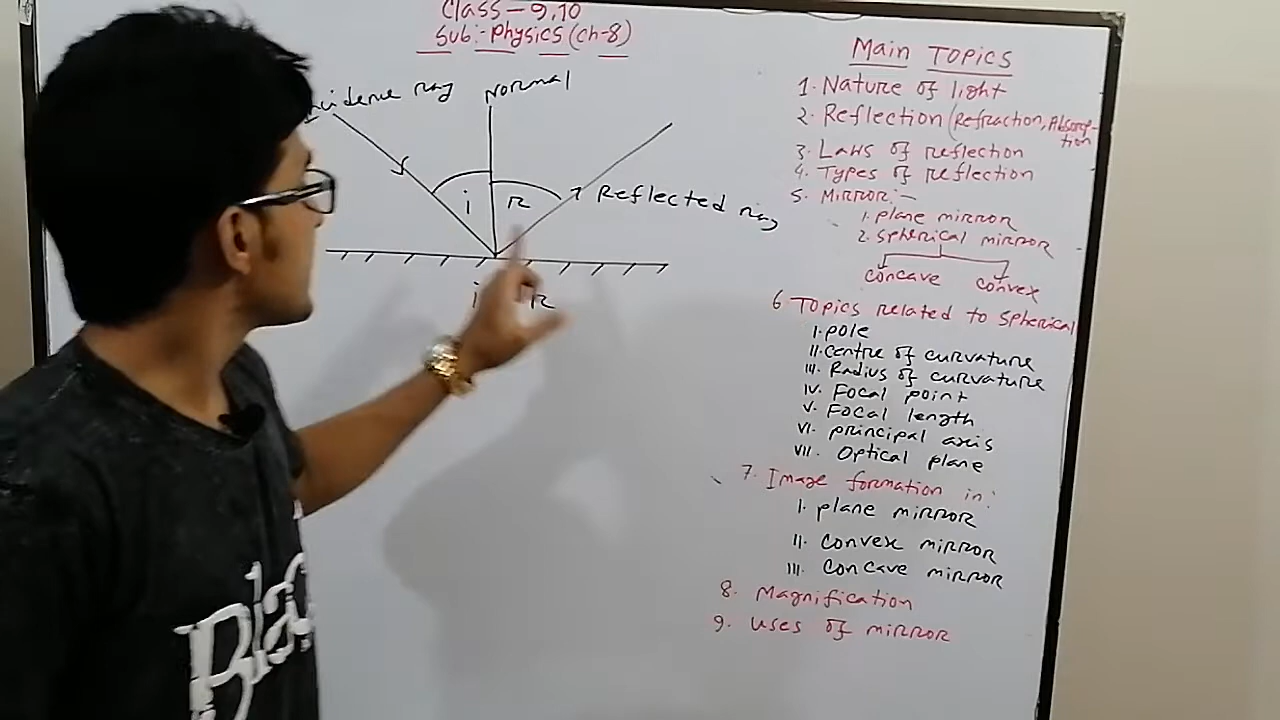 Class-9,10
Sub:- Physics (ch-8)
Incidence ray
Normal
Reflected ray
i
R
i
R
Main Topics
1. Nature of light
2. Reflection (Refraction, Absorption
3. Laws of reflection
4. Types of reflection
5. Mirror:-
1. plane mirror
2. spherical mirror
concave
convex
6 Topics related to spherical
I. pole
II. Centre of curvature
III. Radius of curvature
IV. Focal point
V. Focal length
VI. principal axis
VII. Optical plane
7. Image formation in:
I. plane mirror
II. Convex mirror
III. Concave mirror
8. Magnification
9. Uses of mirror